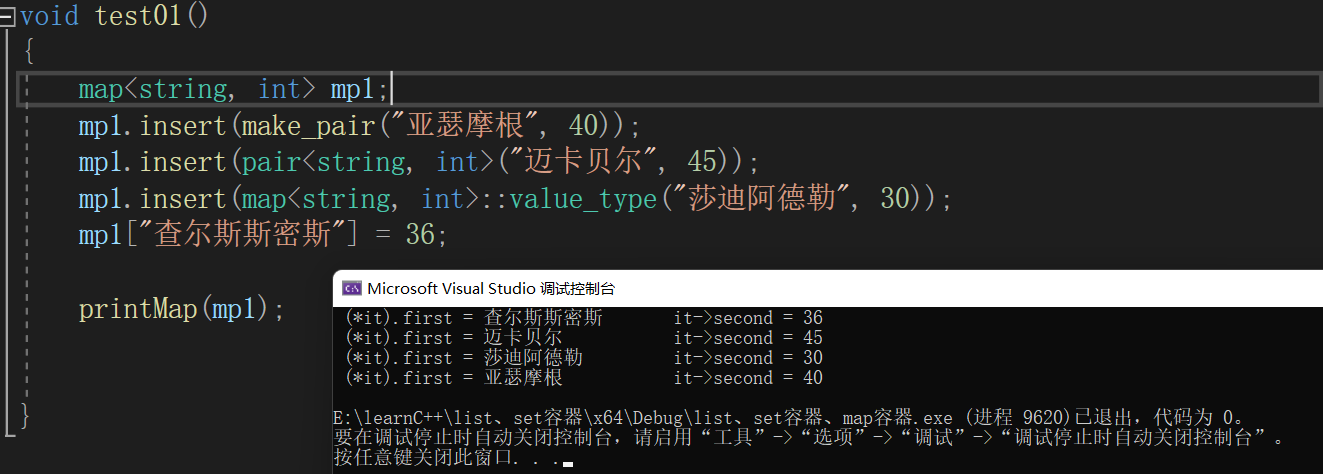 void test01()
{
map<string, int> mp1;
mp1.insert(make_pair("亚瑟摩根", 40));
mp1.insert(pair<string, int>("迈卡贝尔", 45));
mp1.insert(map<string, int>::value_type("莎迪阿德勒", 30));
mp1["查尔斯斯密斯"] = 36;
printMap(mp1);
}
Microsoft Visual Studio 调试控制台
(*it).first = 查尔斯斯密斯 it->second = 36
(*it).first = 迈卡贝尔 it->second = 45
(*it).first = 莎迪阿德勒 it->second = 30
(*it).first = 亚瑟摩根 it->second = 40
E:\learnC++\list、set容器\x64\Debug\list、set容器、map容器.exe (进程 9620)已退出，代码为 0。
要在调试停止时自动关闭控制台，请启用“工具”->“选项”->“调试”->“调试停止时自动关闭控制台”。
按任意键关闭此窗口. . .